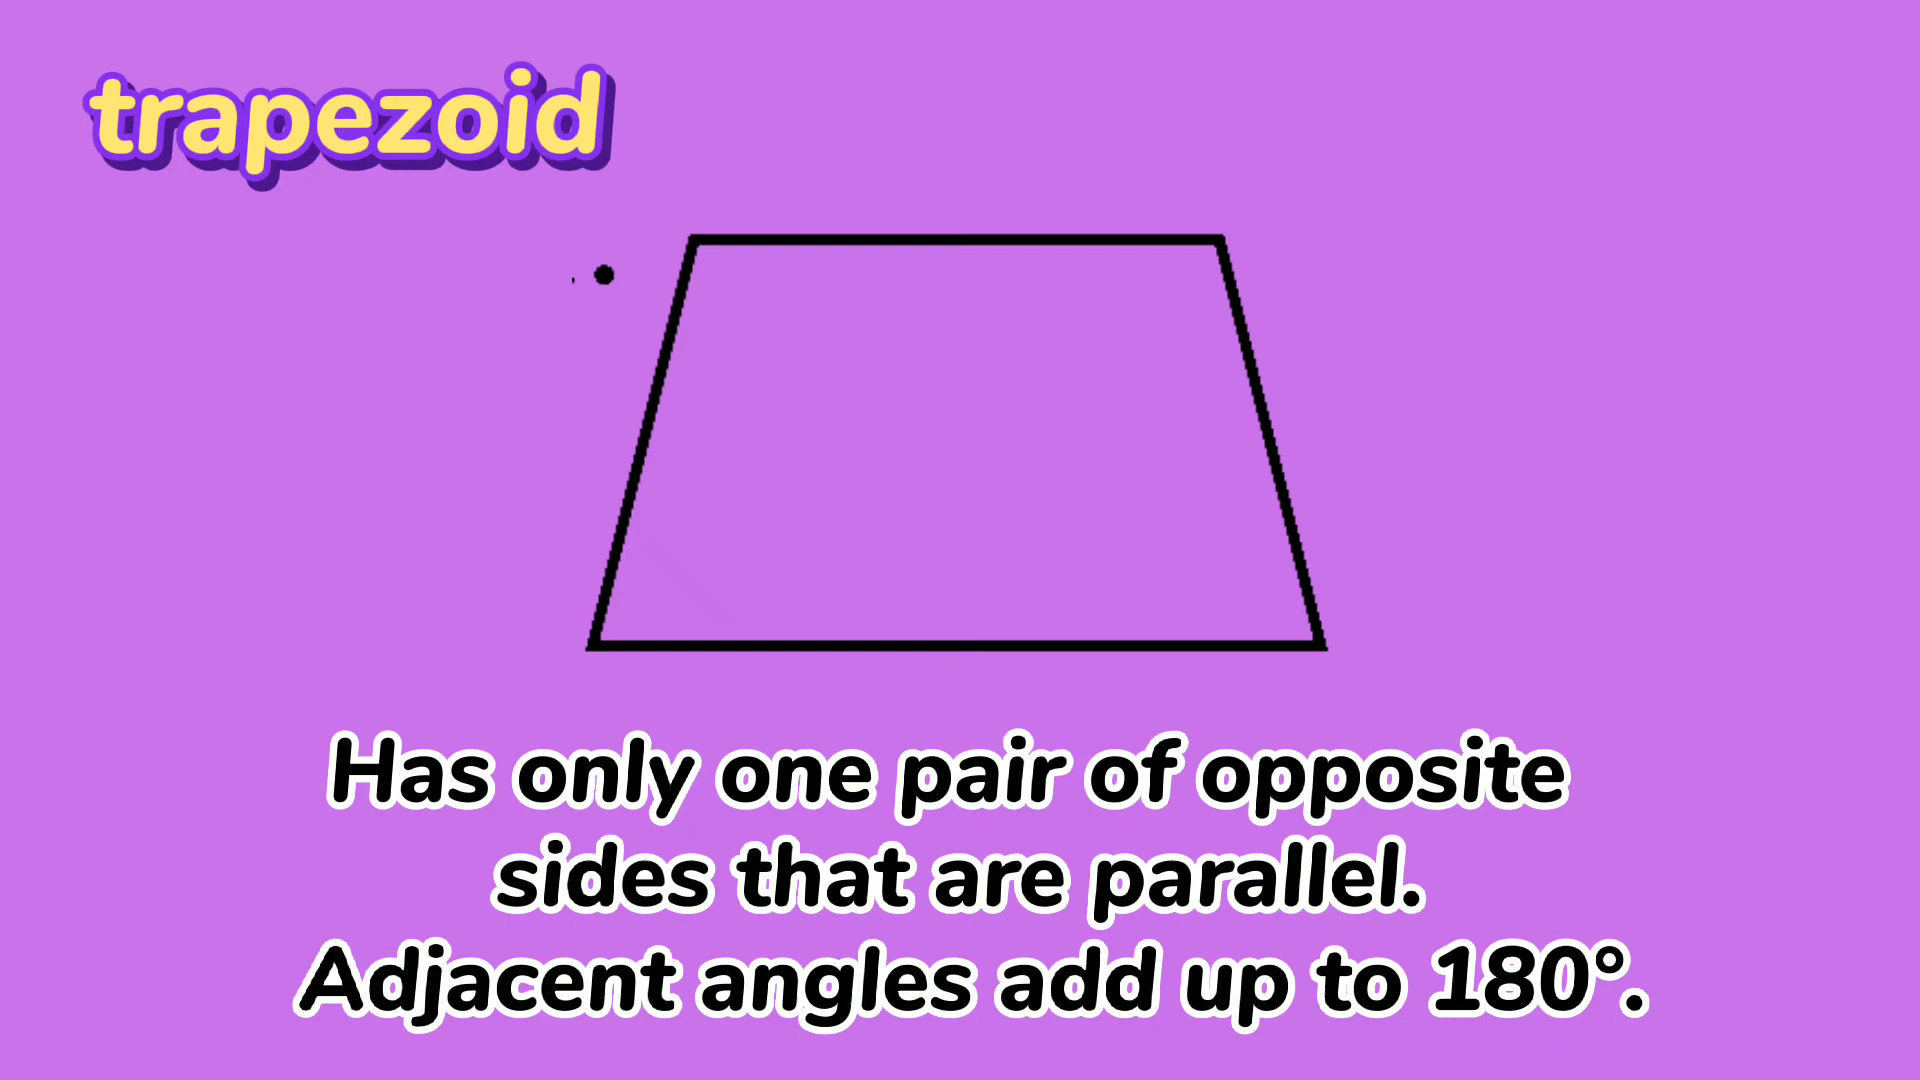 trapezoid
Has only one pair of opposite
sides that are parallel.
Adjacent angles add up to 180°.